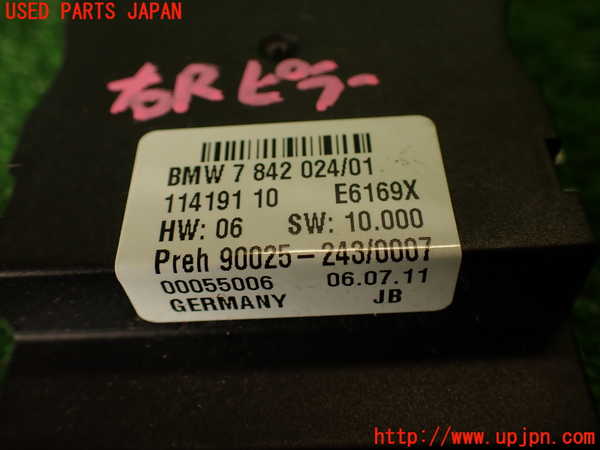 USED PARTS JAPAN
右Rピラー
BMW 7 842 024/01
114191 10 E6169X
HW: 06 SW: 10.000
Preh 90025-243/0007
00055006 06.07.11
GERMANY JB
http://www.upjpn.com/